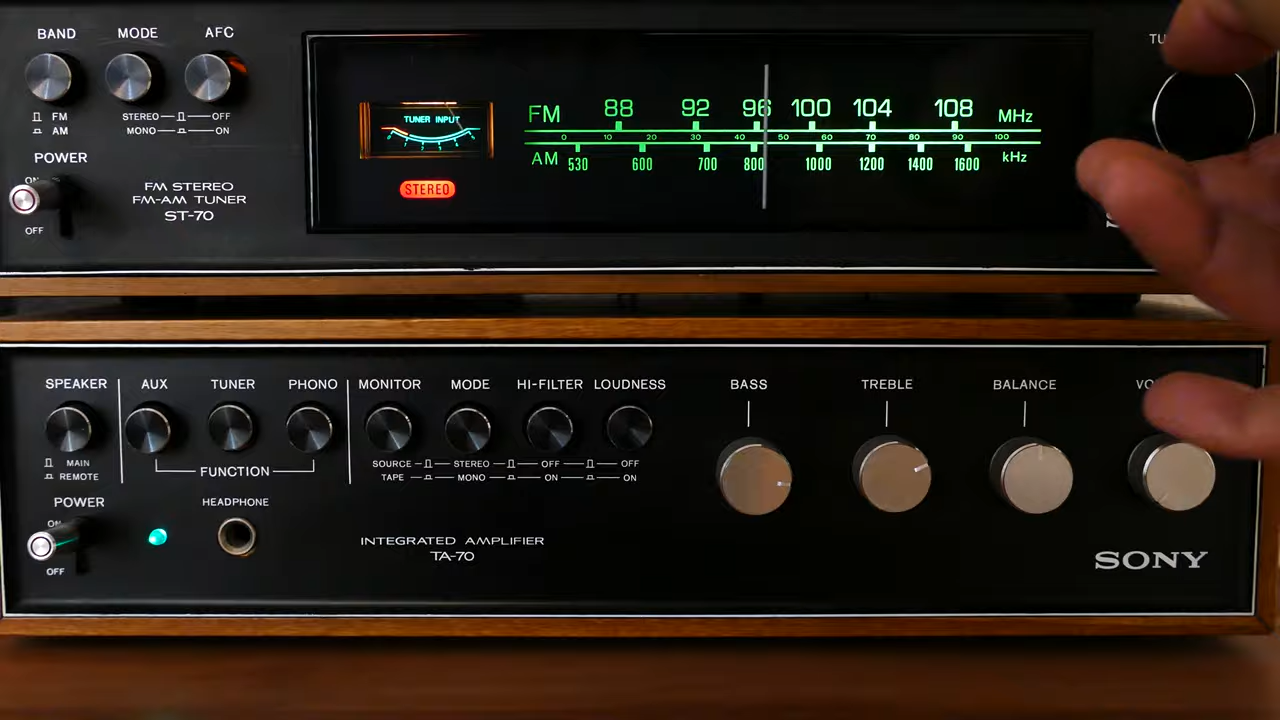 BAND MODE AFC TU
FM STEREO OFF
AM MONO ON
POWER
ON
OFF
FM STEREO
FM-AM TUNER
ST-70
TUNER INPUT
STEREO
FM 88 92 96 100 104 108 MHz
0 10 20 30 40 50 60 70 80 90 100
AM 530 600 700 800 1000 1200 1400 1600 kHz
S
SPEAKER AUX TUNER PHONO MONITOR MODE HI-FILTER LOUDNESS BASS TREBLE BALANCE VO
MAIN SOURCE STEREO OFF OFF
REMOTE FUNCTION TAPE MONO ON ON
POWER HEADPHONE
ON
OFF
INTEGRATED AMPLIFIER
TA-70
SONY